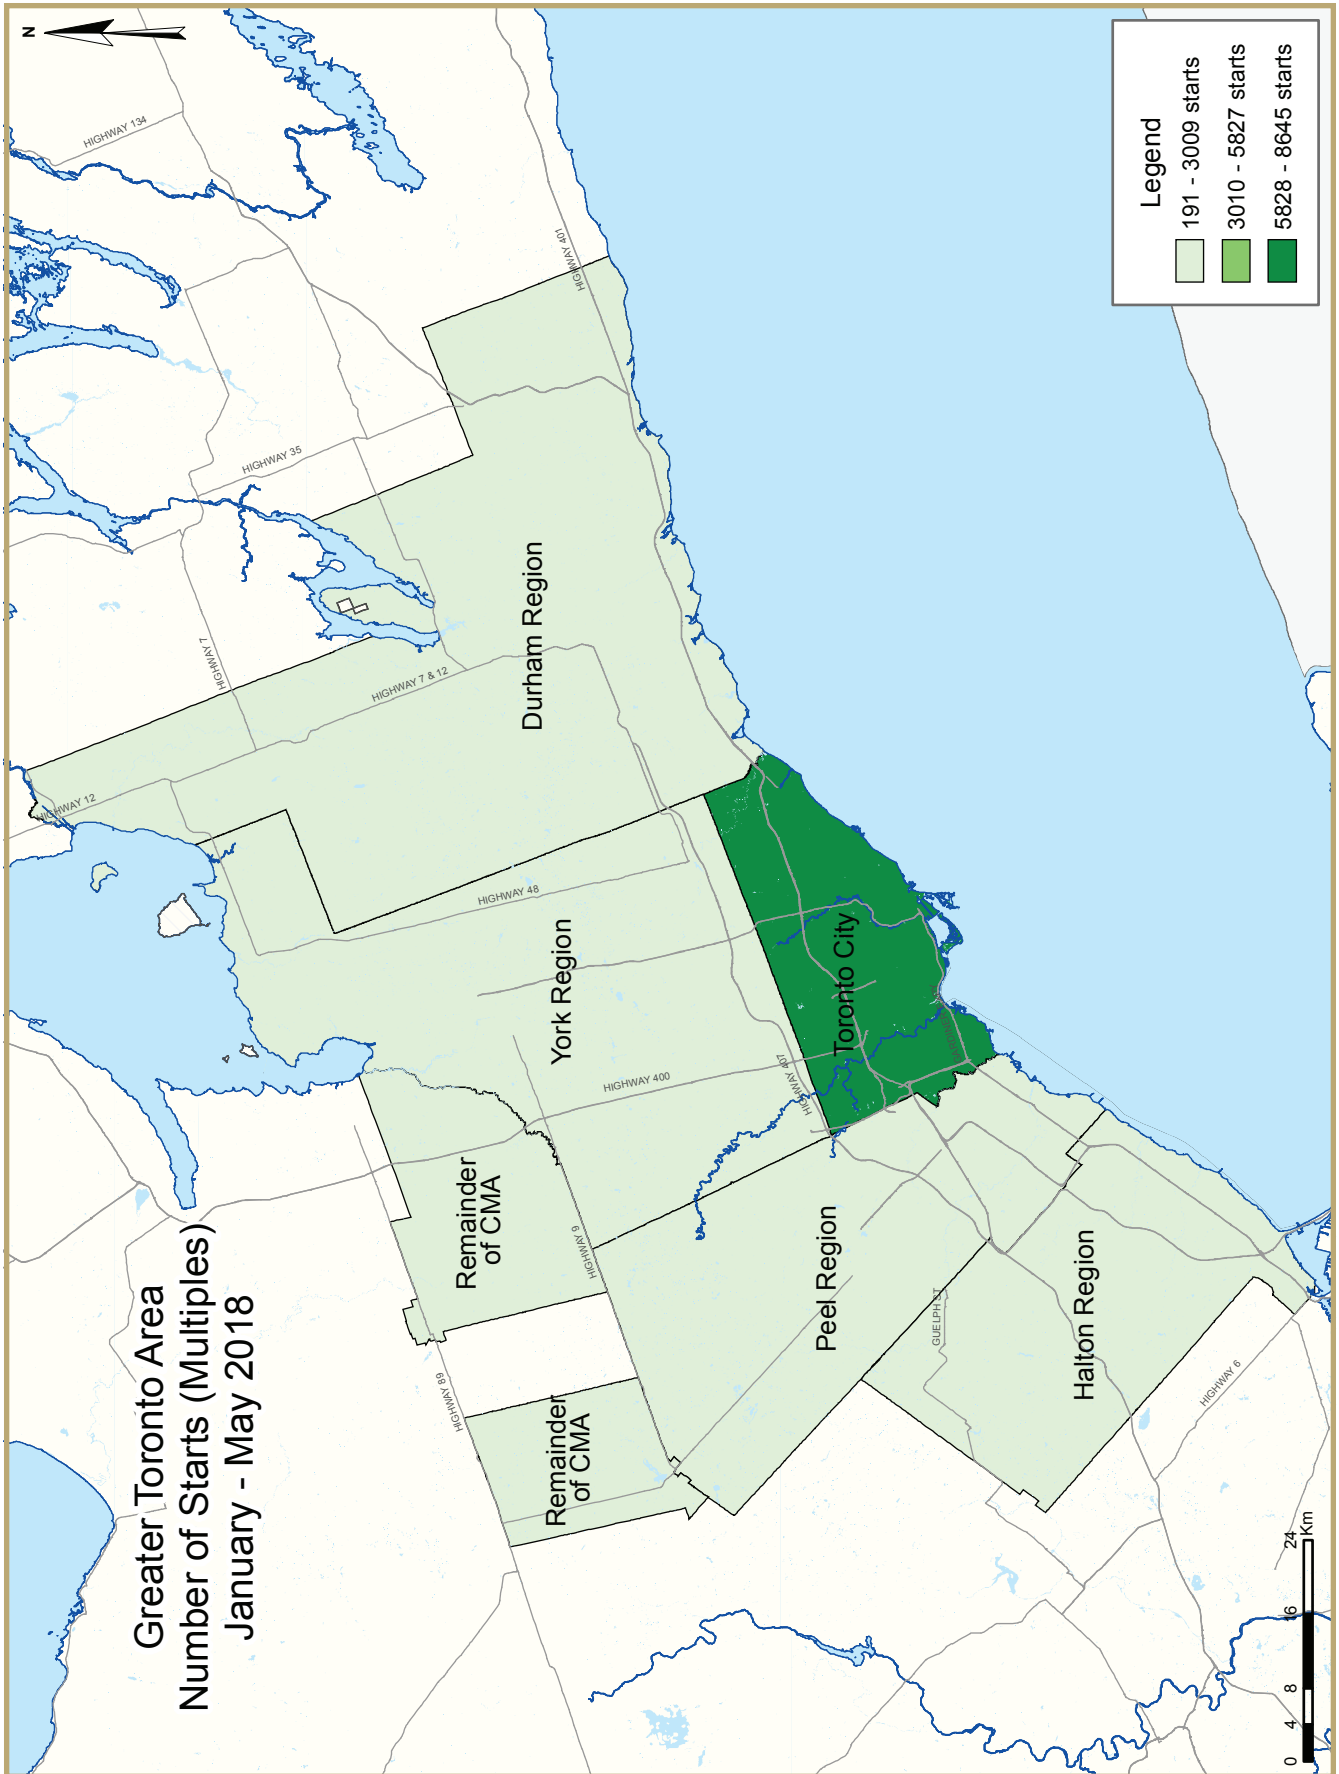 Greater Toronto Area
Number of Starts (Multiples)
January - May 2018
N
HIGHWAY 134
HIGHWAY 401
HIGHWAY 35
HIGHWAY 7
HIGHWAY 7 & 12
HIGHWAY 12
HIGHWAY 48
HIGHWAY 400
HIGHWAY 407
HIGHWAY 9
HIGHWAY 89
GUELPH ST
HIGHWAY 6
Durham Region
York Region
Toronto City
Remainder
of CMA
Remainder
of CMA
Peel Region
Halton Region
Legend
191 - 3009 starts
3010 - 5827 starts
5828 - 8645 starts
0 4 8 16 24
Km